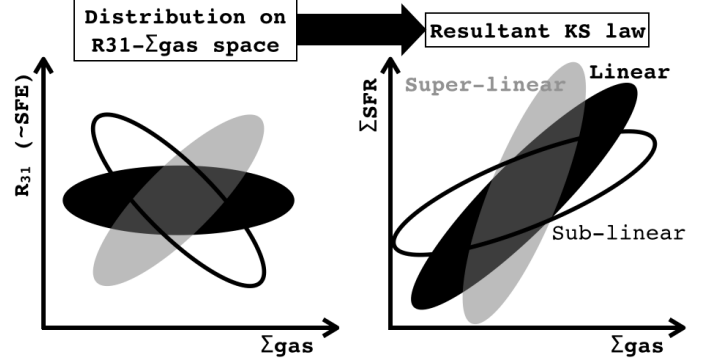 Distribution on
R31-Σgas space
Resultant KS law
R₃₁ (~SFE)
Σgas
ΣSFR
Super-linear
Linear
Sub-linear
Σgas